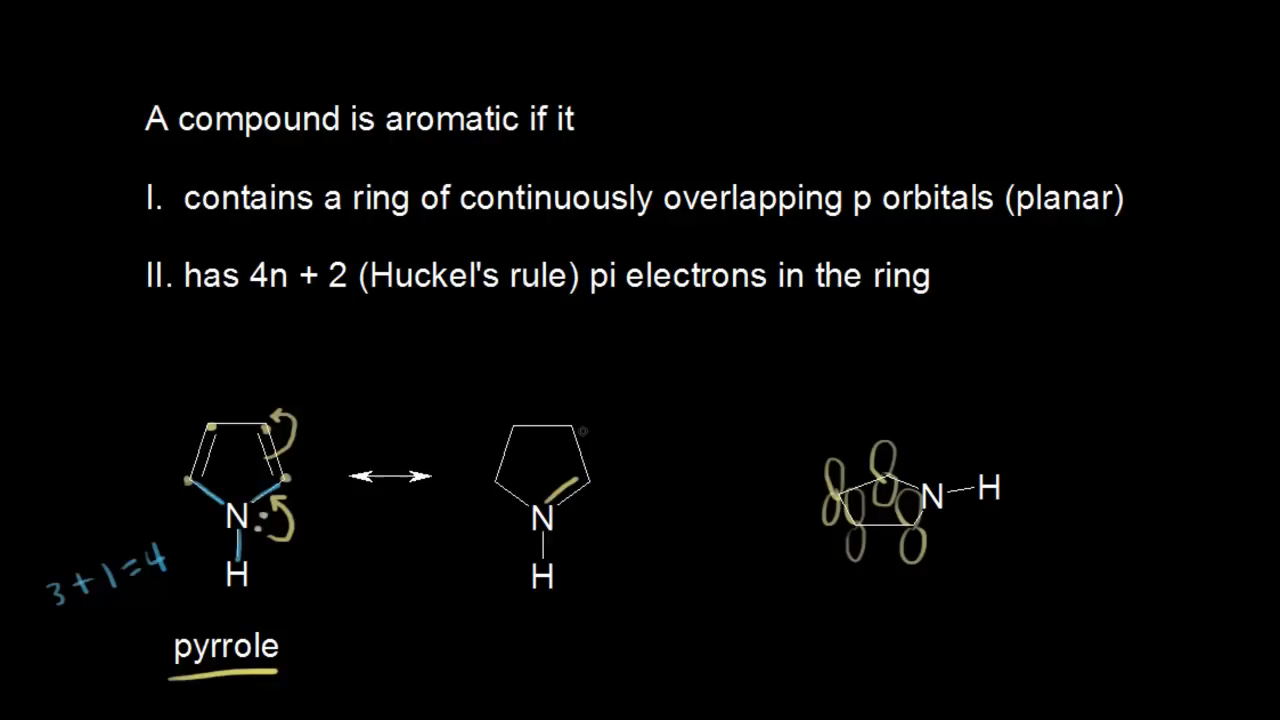 A compound is aromatic if it
I. contains a ring of continuously overlapping p orbitals (planar)
II. has 4n + 2 (Huckel's rule) pi electrons in the ring
N
H
3+1=4
pyrrole
N
H
N H